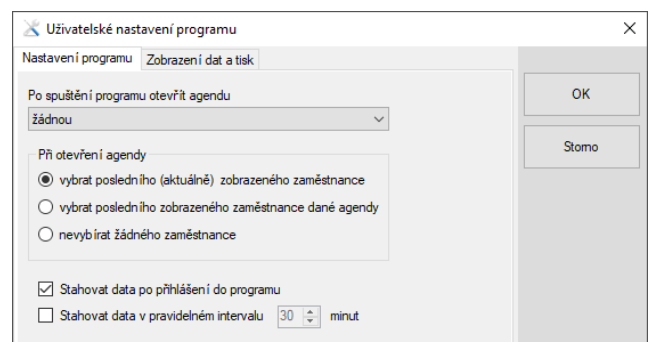 Uživatelské nastavení programu
Nastavení programu Zobrazení dat a tisk
Po spuštění programu otevřít agendu
žádnou
Při otevření agendy
vybrat posledního (aktuálně) zobrazeného zaměstnance
vybrat posledního zobrazeného zaměstnance dané agendy
nevybírat žádného zaměstnance
Stahovat data po přihlášení do programu
Stahovat data v pravidelném intervalu 30 minut
OK
Storno